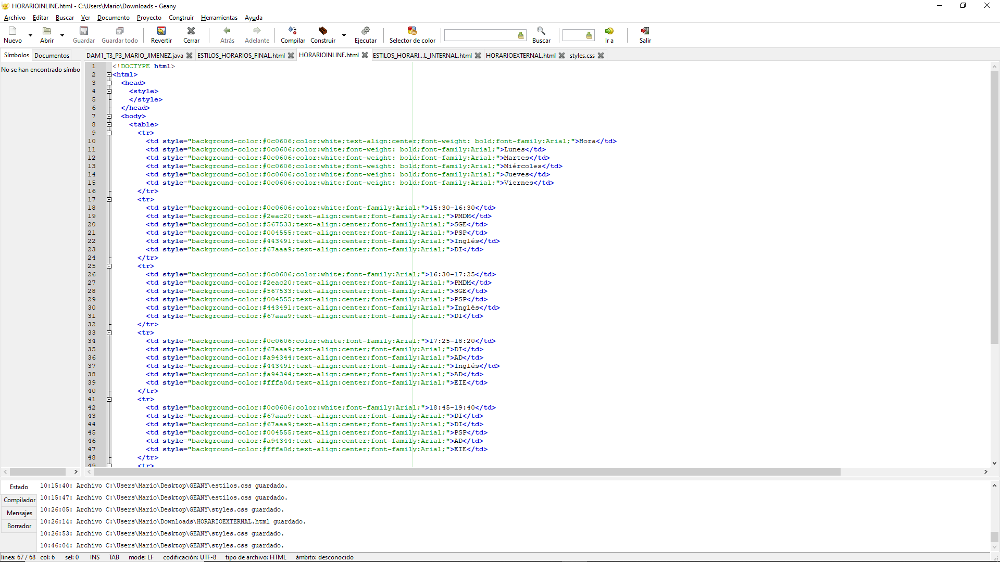 HORARIOINLINE.html - C:\Users\Mario\Downloads - Geany
Archivo Editar Buscar Ver Documento Proyecto Construir Herramientas Ayuda
Nuevo Abrir Guardar Guardar todo Revertir Cerrar Atrás Adelante Compilar Construir Ejecutar Selector de color Buscar Ir a Salir
Símbolos Documentos
DAM1_T3_P3_MARIO_JIMENEZ.java ESTILOS_HORARIOS_FINAL.html HORARIOINLINE.html ESTILOS_HORARI...L_INTERNAL.html HORARIOEXTERNAL.html styles.css
No se han encontrado símbo
1 <!DOCTYPE html>
2 <html>
3 <head>
4 <style>
5 </style>
6 </head>
7 <body>
8 <table>
9 <tr>
10 <td style="background-color:#0c0606;color:white;text-align:center;font-weight: bold;font-family:Arial;">Hora</td>
11 <td style="background-color:#0c0606;color:white;font-weight: bold;font-family:Arial;">Lunes</td>
12 <td style="background-color:#0c0606;color:white;font-weight: bold;font-family:Arial;">Martes</td>
13 <td style="background-color:#0c0606;color:white;font-weight: bold;font-family:Arial;">Miércoles</td>
14 <td style="background-color:#0c0606;color:white;font-weight: bold;font-family:Arial;">Jueves</td>
15 <td style="background-color:#0c0606;color:white;font-weight: bold;font-family:Arial;">Viernes</td>
16 </tr>
17 <tr>
18 <td style="background-color:#0c0606;color:white;font-family:Arial;">15:30-16:30</td>
19 <td style="background-color:#2eac20;text-align:center;font-family:Arial;">PMDM</td>
20 <td style="background-color:#567533;text-align:center;font-family:Arial;">SGE</td>
21 <td style="background-color:#004555;text-align:center;font-family:Arial;">PSP</td>
22 <td style="background-color:#443491;text-align:center;font-family:Arial;">Inglés</td>
23 <td style="background-color:#67aaa9;text-align:center;font-family:Arial;">DI</td>
24 </tr>
25 <tr>
26 <td style="background-color:#0c0606;color:white;font-family:Arial;">16:30-17:25</td>
27 <td style="background-color:#2eac20;text-align:center;font-family:Arial;">PMDM</td>
28 <td style="background-color:#567533;text-align:center;font-family:Arial;">SGE</td>
29 <td style="background-color:#004555;text-align:center;font-family:Arial;">PSP</td>
30 <td style="background-color:#443491;text-align:center;font-family:Arial;">Inglés</td>
31 <td style="background-color:#67aaa9;text-align:center;font-family:Arial;">DI</td>
32 </tr>
33 <tr>
34 <td style="background-color:#0c0606;color:white;font-family:Arial;">17:25-18:20</td>
35 <td style="background-color:#67aaa9;text-align:center;font-family:Arial;">DI</td>
36 <td style="background-color:#a94344;text-align:center;font-family:Arial;">AD</td>
37 <td style="background-color:#443491;text-align:center;font-family:Arial;">Inglés</td>
38 <td style="background-color:#a94344;text-align:center;font-family:Arial;">AD</td>
39 <td style="background-color:#fffa0d;text-align:center;font-family:Arial;">EIE</td>
40 </tr>
41 <tr>
42 <td style="background-color:#0c0606;color:white;font-family:Arial;">18:45-19:40</td>
43 <td style="background-color:#67aaa9;text-align:center;font-family:Arial;">DI</td>
44 <td style="background-color:#67aaa9;text-align:center;font-family:Arial;">DI</td>
45 <td style="background-color:#004555;text-align:center;font-family:Arial;">PSP</td>
46 <td style="background-color:#a94344;text-align:center;font-family:Arial;">AD</td>
47 <td style="background-color:#fffa0d;text-align:center;font-family:Arial;">EIE</td>
48 </tr>
49 <tr>
Estado
Compilador
Mensajes
Borrador
10:15:40: Archivo C:\Users\Mario\Desktop\GEANY\estilos.css guardado.
10:15:47: Archivo C:\Users\Mario\Desktop\GEANY\estilos.css guardado.
10:26:05: Archivo C:\Users\Mario\Desktop\GEANY\styles.css guardado.
10:26:14: Archivo C:\Users\Mario\Downloads\HORARIOEXTERNAL.html guardado.
10:26:53: Archivo C:\Users\Mario\Desktop\GEANY\styles.css guardado.
10:46:04: Archivo C:\Users\Mario\Desktop\GEANY\styles.css guardado.
línea: 67 / 68 col: 6 sel: 0 INS TAB mode: LF codificación: UTF-8 tipo de archivo: HTML ámbito: desconocido